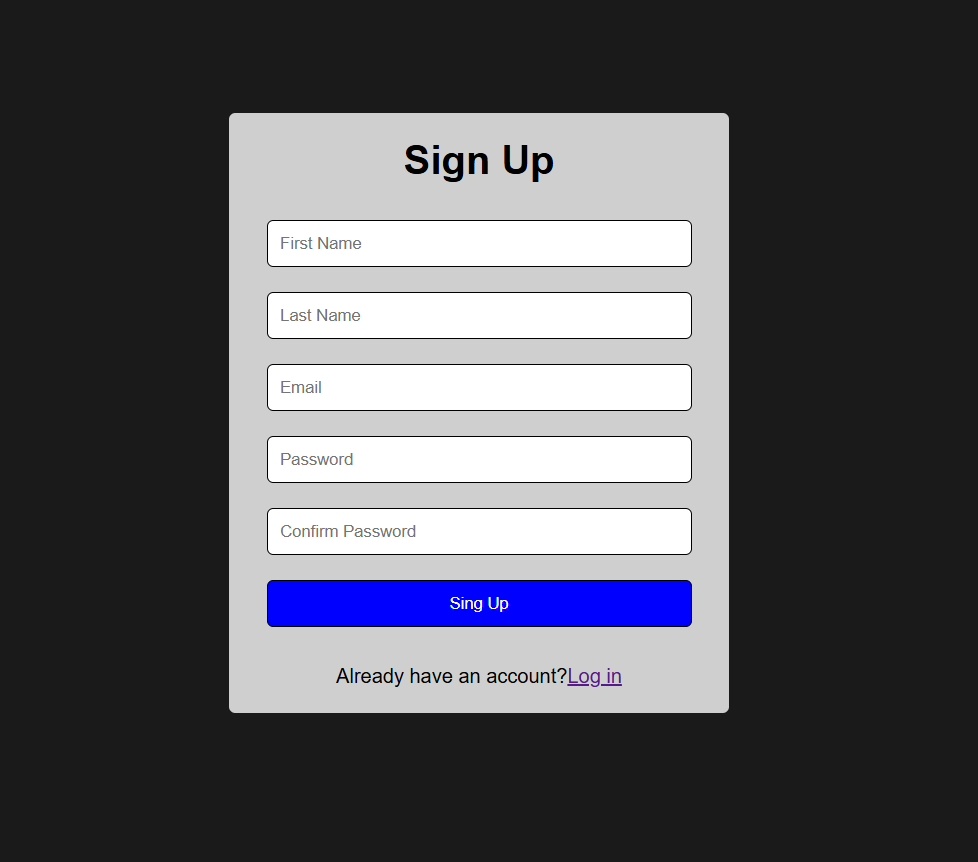 Sign Up
First Name
Last Name
Email
Password
Confirm Password
Sing Up
Already have an account?Log in